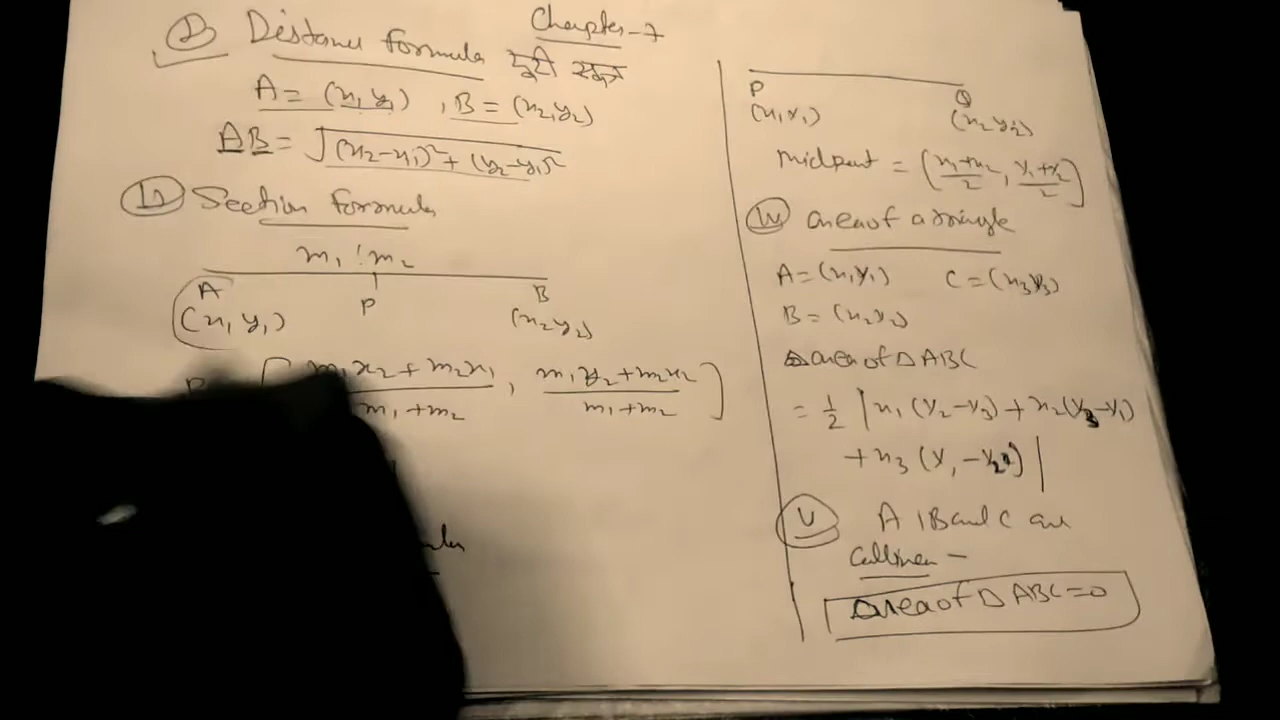 Chapter-7
① Distance formula दूरी सूत्र
A = (x1 y1) , B = (x2, y2)
AB = √(x2-x1)² + (y2-y1)²
Section formula
m1 : m2
A P B
(x1 y1) (x2 y2)
[m1x2 + m2x1 / m1+m2 , m1y2+m2x2 / m1+m2]
P Q
(x1 y1) (x2 y2)
midpoint = (x1+x2 / 2 , y1+y2 / 2]
iv area of a triangle
A = (x1 y1) C = (x3 y3)
B = (x2 y2)
area of Δ ABC
= 1/2 |x1 (y2-y3) + x2(y3-y1)
+ x3 (y1-y2)|
V A, B and C are
Collinear -
Area of Δ ABC = 0